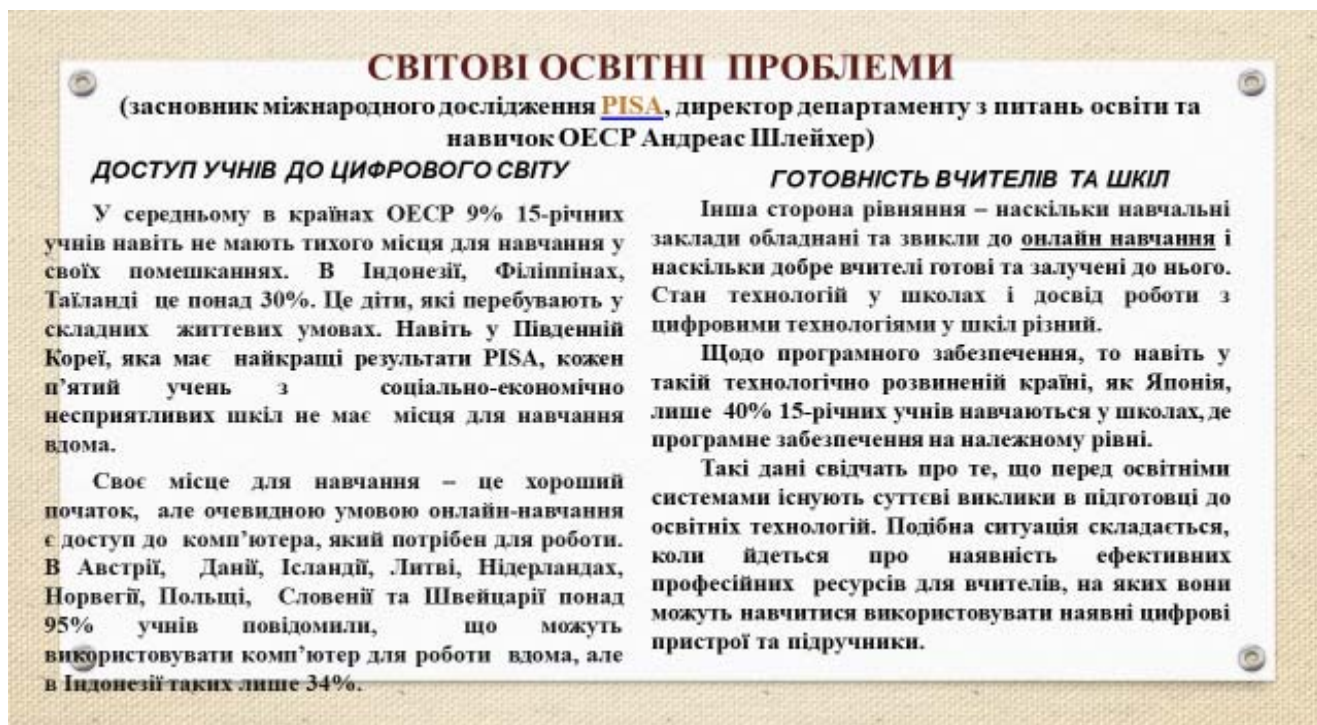 СВІТОВІ ОСВІТНІ ПРОБЛЕМИ
(засновник міжнародного дослідження PISA, директор департаменту з питань освіти та
навичок ОЕСР Андреас Шлейхер)
ДОСТУП УЧНІВ ДО ЦИФРОВОГО СВІТУ
У середньому в країнах ОЕСР 9% 15-річних
учнів навіть не мають тихого місця для навчання у
своїх помешканнях. В Індонезії, Філіппінах,
Таїланді це понад 30%. Це діти, які перебувають у
складних життєвих умовах. Навіть у Південній
Кореї, яка має найкращі результати PISA, кожен
п’ятий учень з соціально-економічно
несприятливих шкіл не має місця для навчання
вдома.
Своє місце для навчання – це хороший
початок, але очевидною умовою онлайн-навчання
є доступ до комп’ютера, який потрібен для роботи.
В Австрії, Данії, Ісландії, Литві, Нідерландах,
Норвегії, Польщі, Словенії та Швейцарії понад
95% учнів повідомили, що можуть
використовувати комп’ютер для роботи вдома, але
в Індонезії таких лише 34%.
ГОТОВНІСТЬ ВЧИТЕЛІВ ТА ШКІЛ
Інша сторона рівняння – наскільки навчальні
заклади обладнані та звикли до онлайн навчання і
наскільки добре вчителі готові та залучені до нього.
Стан технологій у школах і досвід роботи з
цифровими технологіями у шкіл різний.
Щодо програмного забезпечення, то навіть у
такій технологічно розвиненій країні, як Японія,
лише 40% 15-річних учнів навчаються у школах, де
програмне забезпечення на належному рівні.
Такі дані свідчать про те, що перед освітніми
системами існують суттєві виклики в підготовці до
освітніх технологій. Подібна ситуація складається,
коли йдеться про наявність ефективних
професійних ресурсів для вчителів, на яких вони
можуть навчитися використовувати наявні цифрові
пристрої та підручники.